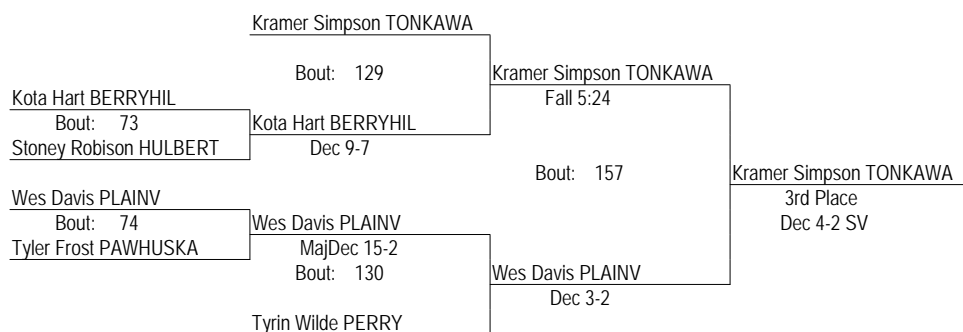 Kramer Simpson TONKAWA
Bout: 129
Kramer Simpson TONKAWA
Fall 5:24
Kota Hart BERRYHIL
Bout: 73
Kota Hart BERRYHIL
Stoney Robison HULBERT
Dec 9-7
Bout: 157
Kramer Simpson TONKAWA
3rd Place
Dec 4-2 SV
Wes Davis PLAINV
Bout: 74
Wes Davis PLAINV
Tyler Frost PAWHUSKA
MajDec 15-2
Bout: 130
Wes Davis PLAINV
Dec 3-2
Tyrin Wilde PERRY